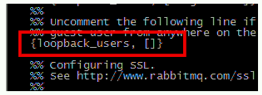 %%
%% Uncomment the following line if
%% guest user from anywhere on the
{loopback_users, []}
%%
%% Configuring SSL.
%% See http://www.rabbitmq.com/ssl
%%